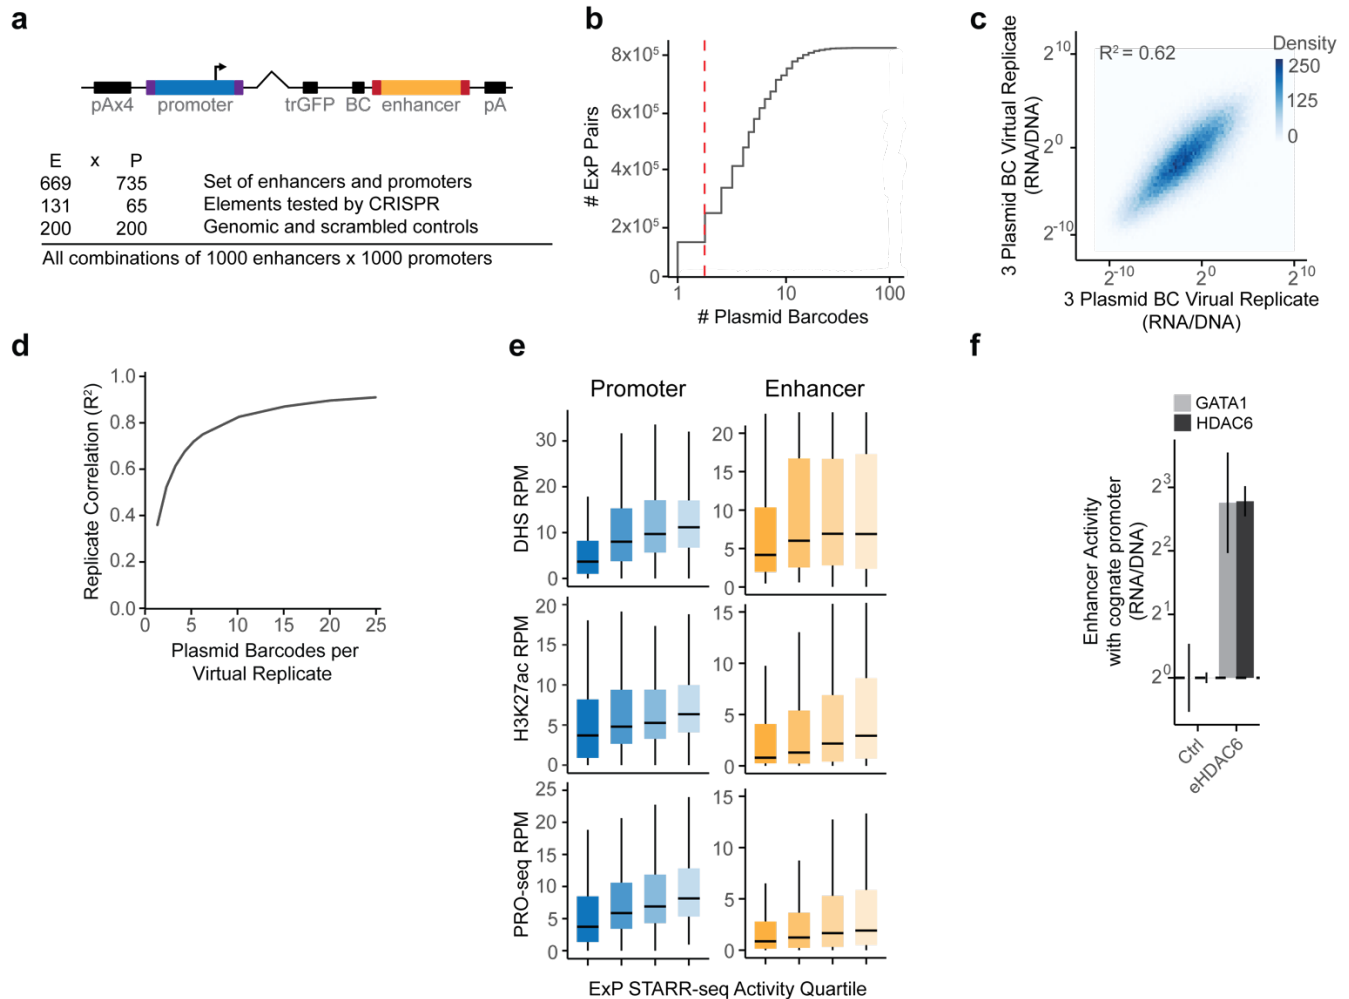 a
pAx4 promoter trGFP BC enhancer pA
E x P
669 735 Set of enhancers and promoters
131 65 Elements tested by CRISPR
200 200 Genomic and scrambled controls
All combinations of 1000 enhancers x 1000 promoters
b
# ExP Pairs
8x10⁵
6x10⁵
4x10⁵
2x10⁵
0
1 10 100
# Plasmid Barcodes
c
3 Plasmid BC Virtual Replicate
(RNA/DNA)
2¹⁰
2⁰
2⁻¹⁰
R² = 0.62
Density
250
125
0
2⁻¹⁰ 2⁰ 2¹⁰
3 Plasmid BC Virual Replicate
(RNA/DNA)
d
Replicate Correlation (R²)
1.0
0.8
0.6
0.4
0.2
0.0
0 5 10 15 20 25
Plasmid Barcodes per
Virtual Replicate
e
Promoter Enhancer
DHS RPM
30
20
10
0
20
15
10
5
0
H3K27ac RPM
20
15
10
5
0
15
10
5
0
PRO-seq RPM
25
20
15
10
5
0
15
10
5
0
ExP STARR-seq Activity Quartile
f
GATA1
HDAC6
Enhancer Activity
with cognate promoter
(RNA/DNA)
2³
2²
2¹
2⁰
Ctrl
eHDAC6